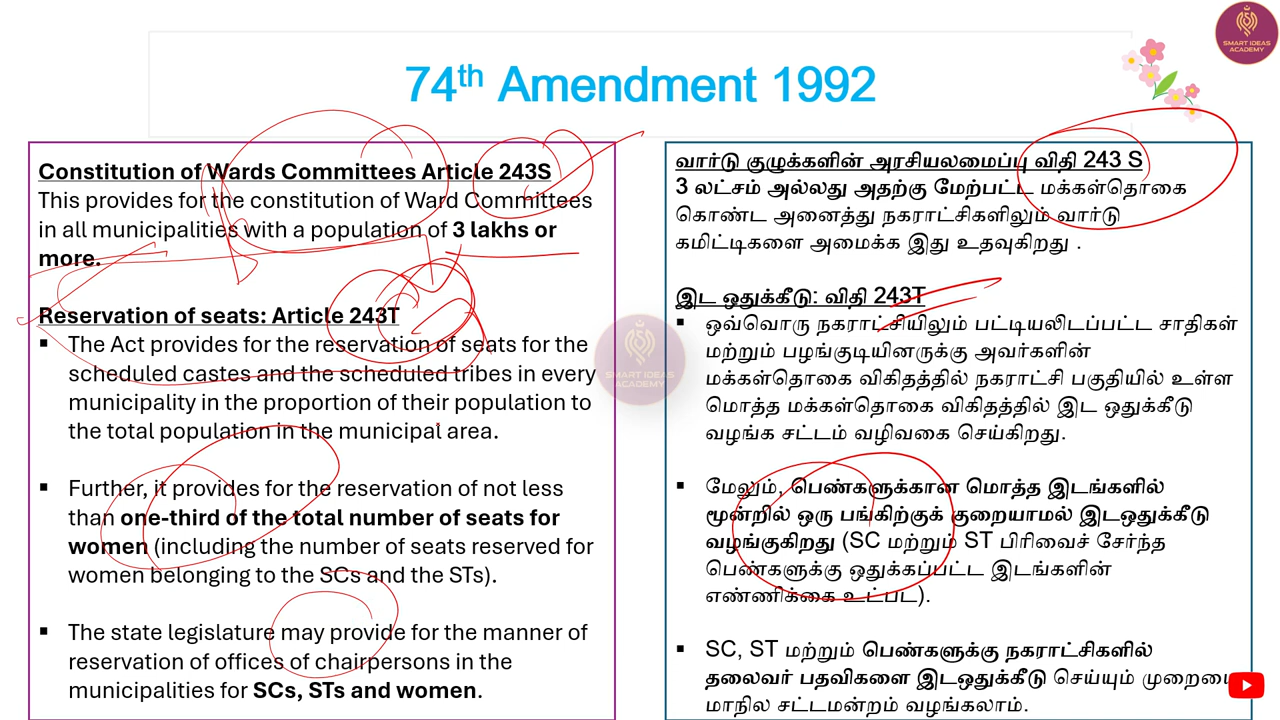 SMART IDEAS
ACADEMY
74th Amendment 1992
Constitution of Wards Committees Article 243S
This provides for the constitution of Ward Committees
in all municipalities with a population of 3 lakhs or
more.
Reservation of seats: Article 243T
▪ The Act provides for the reservation of seats for the
scheduled castes and the scheduled tribes in every
municipality in the proportion of their population to
the total population in the municipal area.
▪ Further, it provides for the reservation of not less
than one-third of the total number of seats for
women (including the number of seats reserved for
women belonging to the SCs and the STs).
▪ The state legislature may provide for the manner of
reservation of offices of chairpersons in the
municipalities for SCs, STs and women.
SMART IDEAS
ACADEMY
வார்டு குழுக்களின் அரசியலமைப்பு விதி 243 S
3 லட்சம் அல்லது அதற்கு மேற்பட்ட மக்கள்தொகை
கொண்ட அனைத்து நகராட்சிகளிலும் வார்டு
கமிட்டிகளை அமைக்க இது உதவுகிறது .
இட ஒதுக்கீடு: விதி 243T
▪ ஒவ்வொரு நகராட்சியிலும் பட்டியலிடப்பட்ட சாதிகள்
மற்றும் பழங்குடியினருக்கு அவர்களின்
மக்கள்தொகை விகிதத்தில் நகராட்சி பகுதியில் உள்ள
மொத்த மக்கள்தொகை விகிதத்தில் இட ஒதுக்கீடு
வழங்க சட்டம் வழிவகை செய்கிறது.
▪ மேலும், பெண்களுக்கான மொத்த இடங்களில்
மூன்றில் ஒரு பங்கிற்குக் குறையாமல் இடஒதுக்கீடு
வழங்குகிறது (SC மற்றும் ST பிரிவைச் சேர்ந்த
பெண்களுக்கு ஒதுக்கப்பட்ட இடங்களின்
எண்ணிக்கை உட்பட).
▪ SC, ST மற்றும் பெண்களுக்கு நகராட்சிகளில்
தலைவர் பதவிகளை இடஒதுக்கீடு செய்யும் முறையை
மாநில சட்டமன்றம் வழங்கலாம்.